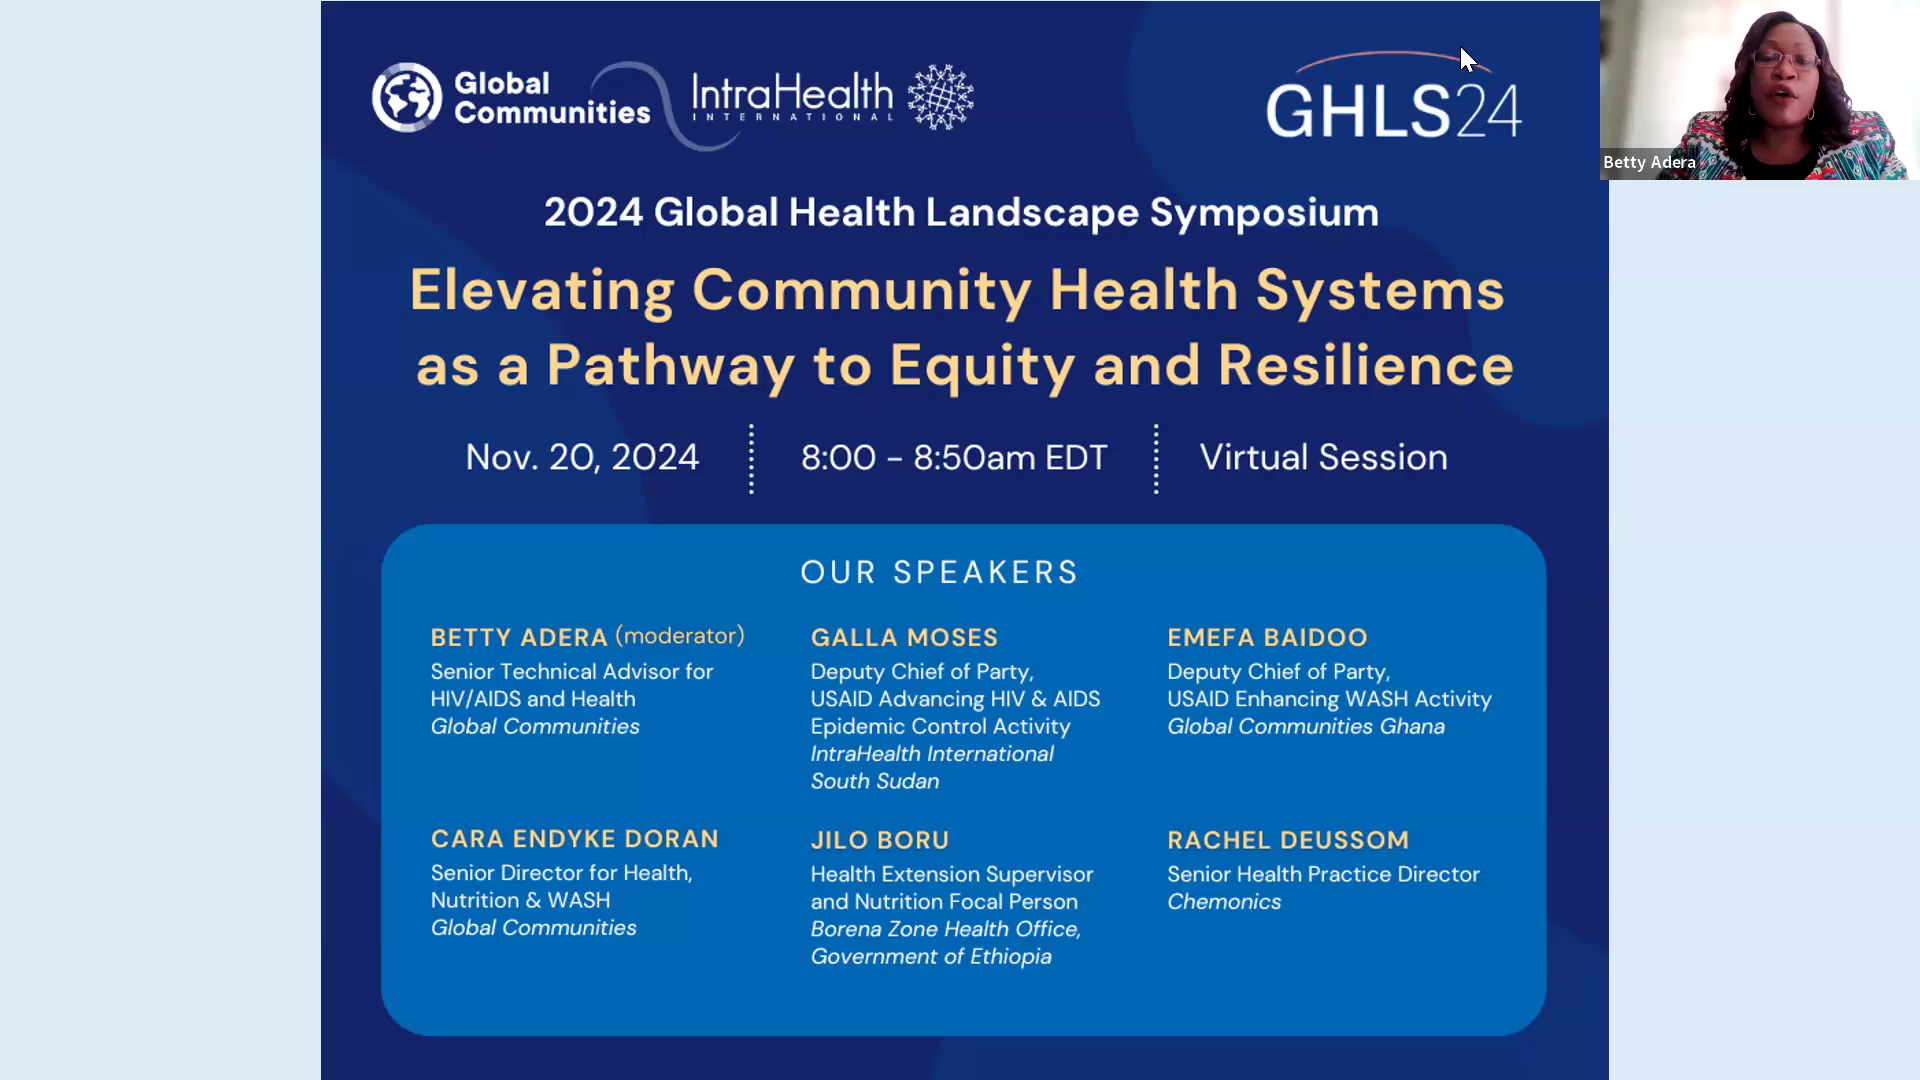 Global
Communities
IntraHealth
INTERNATIONAL
GHLS24
Betty Adera
2024 Global Health Landscape Symposium
Elevating Community Health Systems
as a Pathway to Equity and Resilience
Nov. 20, 2024
8:00 - 8:50am EDT
Virtual Session
OUR SPEAKERS
BETTY ADERA (moderator)
Senior Technical Advisor for
HIV/AIDS and Health
Global Communities
GALLA MOSES
Deputy Chief of Party,
USAID Advancing HIV & AIDS
Epidemic Control Activity
IntraHealth International
South Sudan
EMEFA BAIDOO
Deputy Chief of Party,
USAID Enhancing WASH Activity
Global Communities Ghana
CARA ENDYKE DORAN
Senior Director for Health,
Nutrition & WASH
Global Communities
JILO BORU
Health Extension Supervisor
and Nutrition Focal Person
Borena Zone Health Office,
Government of Ethiopia
RACHEL DEUSSOM
Senior Health Practice Director
Chemonics